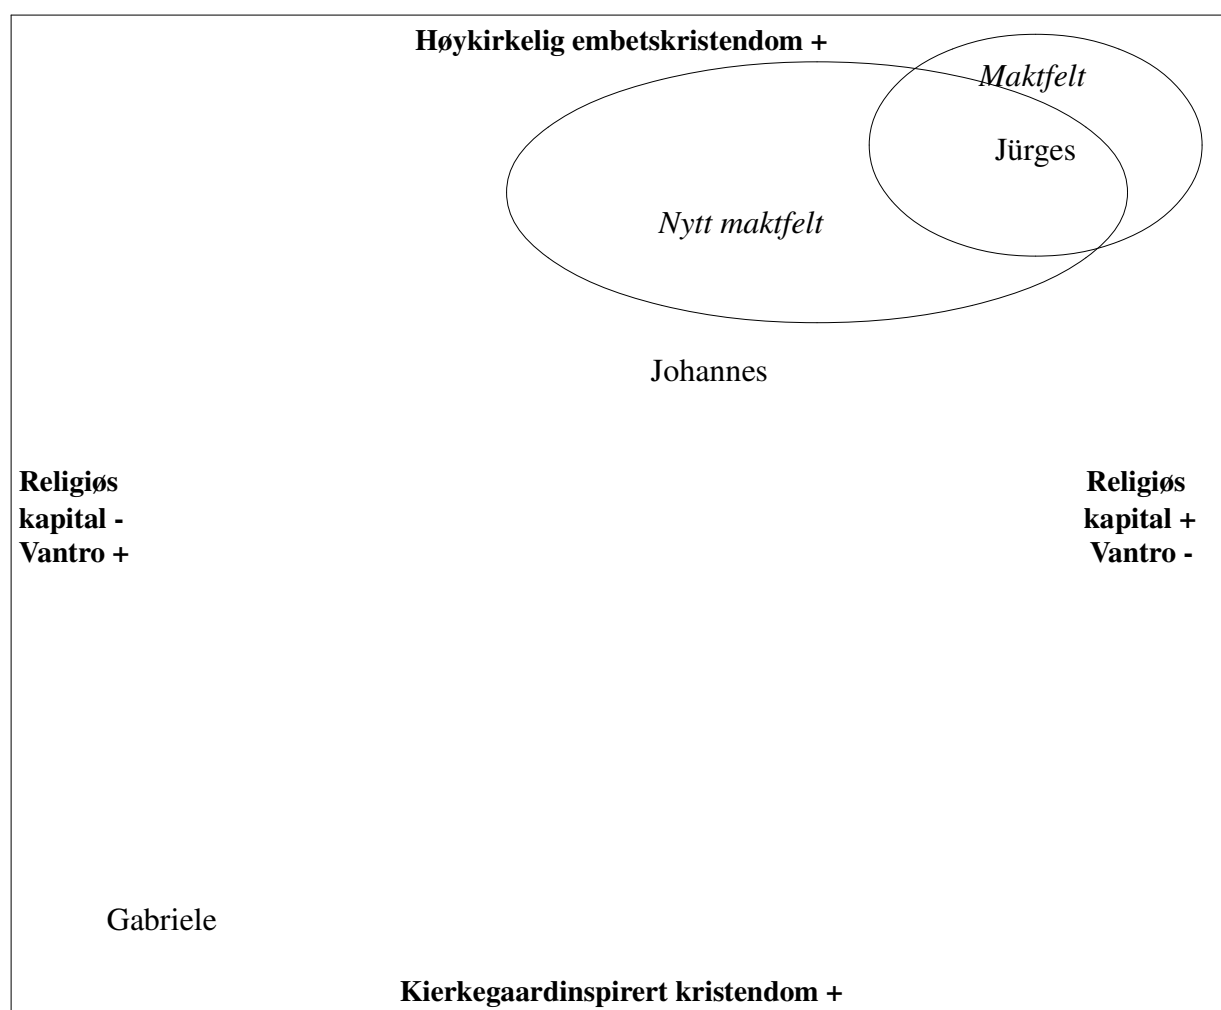 Høykirkelig embetskristendom +
Maktfelt
Jürges
Nytt maktfelt
Johannes
Religiøs
kapital -
Vantro +
Religiøs
kapital +
Vantro -
Gabriele
Kierkegaardinspirert kristendom +